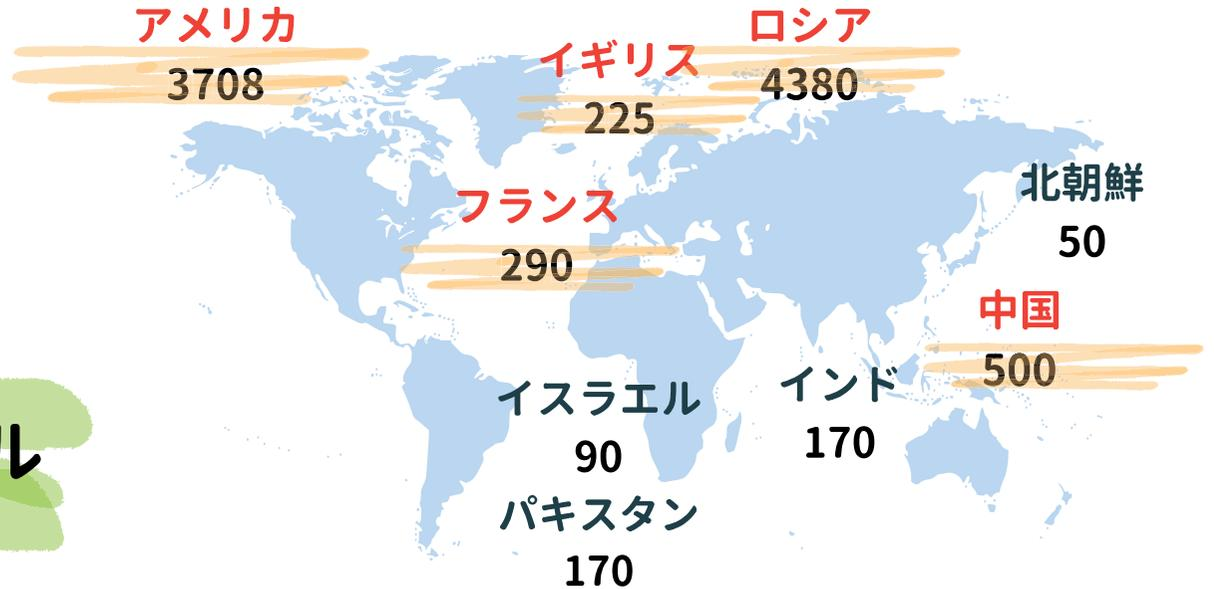 アメリカ
3708
イギリス
225
ロシア
4380
フランス
290
北朝鮮
50
中国
500
イスラエル
90
インド
170
パキスタン
170
ル